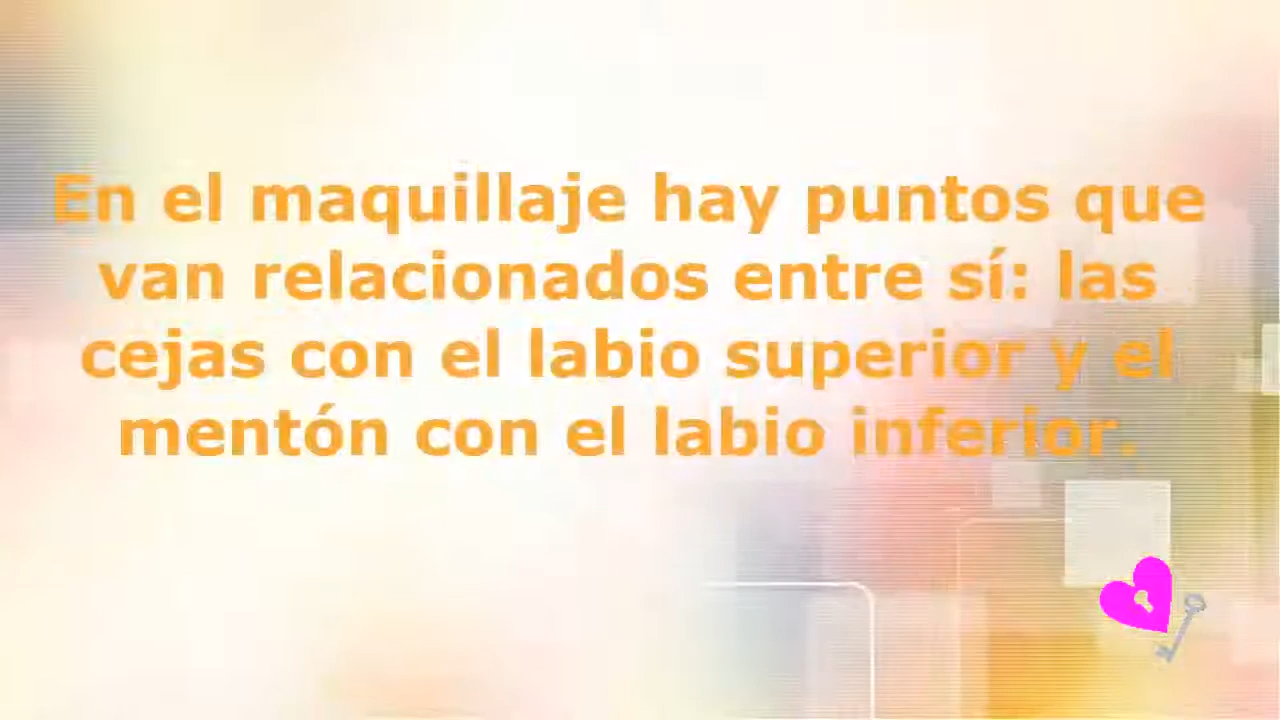 En el maquillaje hay puntos que
van relacionados entre sí: las
cejas con el labio superior y el
mentón con el labio inferior.